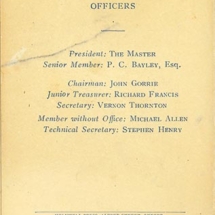 OFFICERS
President: THE MASTER
Senior Member: P. C. BAYLEY, Esq.
Chairman: JOHN GORRIE
Junior Treasurer: RICHARD FRANCIS
Secretary: VERNON THORNTON
Member without Office: MICHAEL ALLEN
Technical Secretary: STEPHEN HENRY